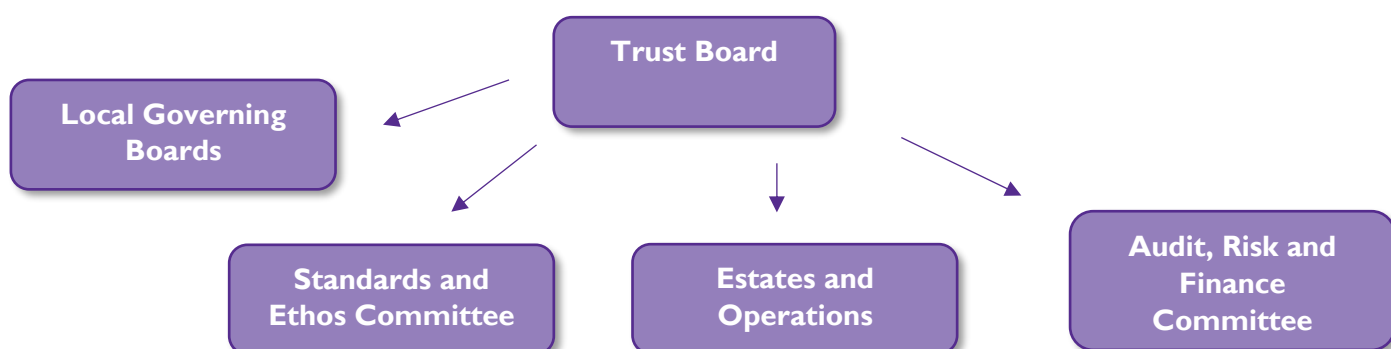 Trust Board
Local Governing
Boards
Standards and
Ethos Committee
Estates and
Operations
Audit, Risk and
Finance
Committee